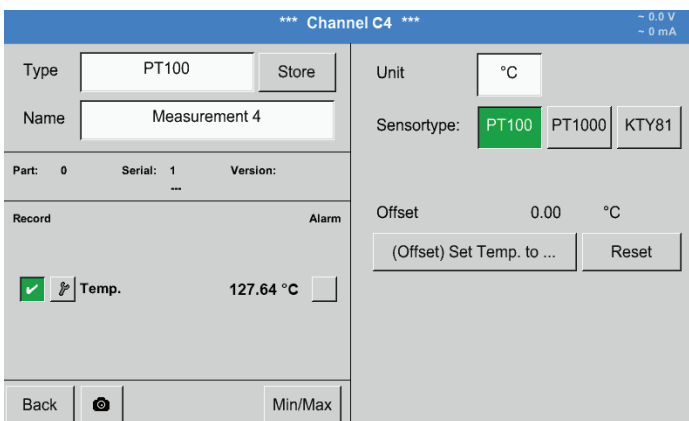 *** Channel C4 ***
~ 0.0 V
~ 0 mA
Type PT100 Store
Name Measurement 4
Part: 0 Serial: 1 Version:
---
Record Alarm
Temp. 127.64 °C
Back Min/Max
Unit °C
Sensortype: PT100 PT1000 KTY81
Offset 0.00 °C
(Offset) Set Temp. to ... Reset